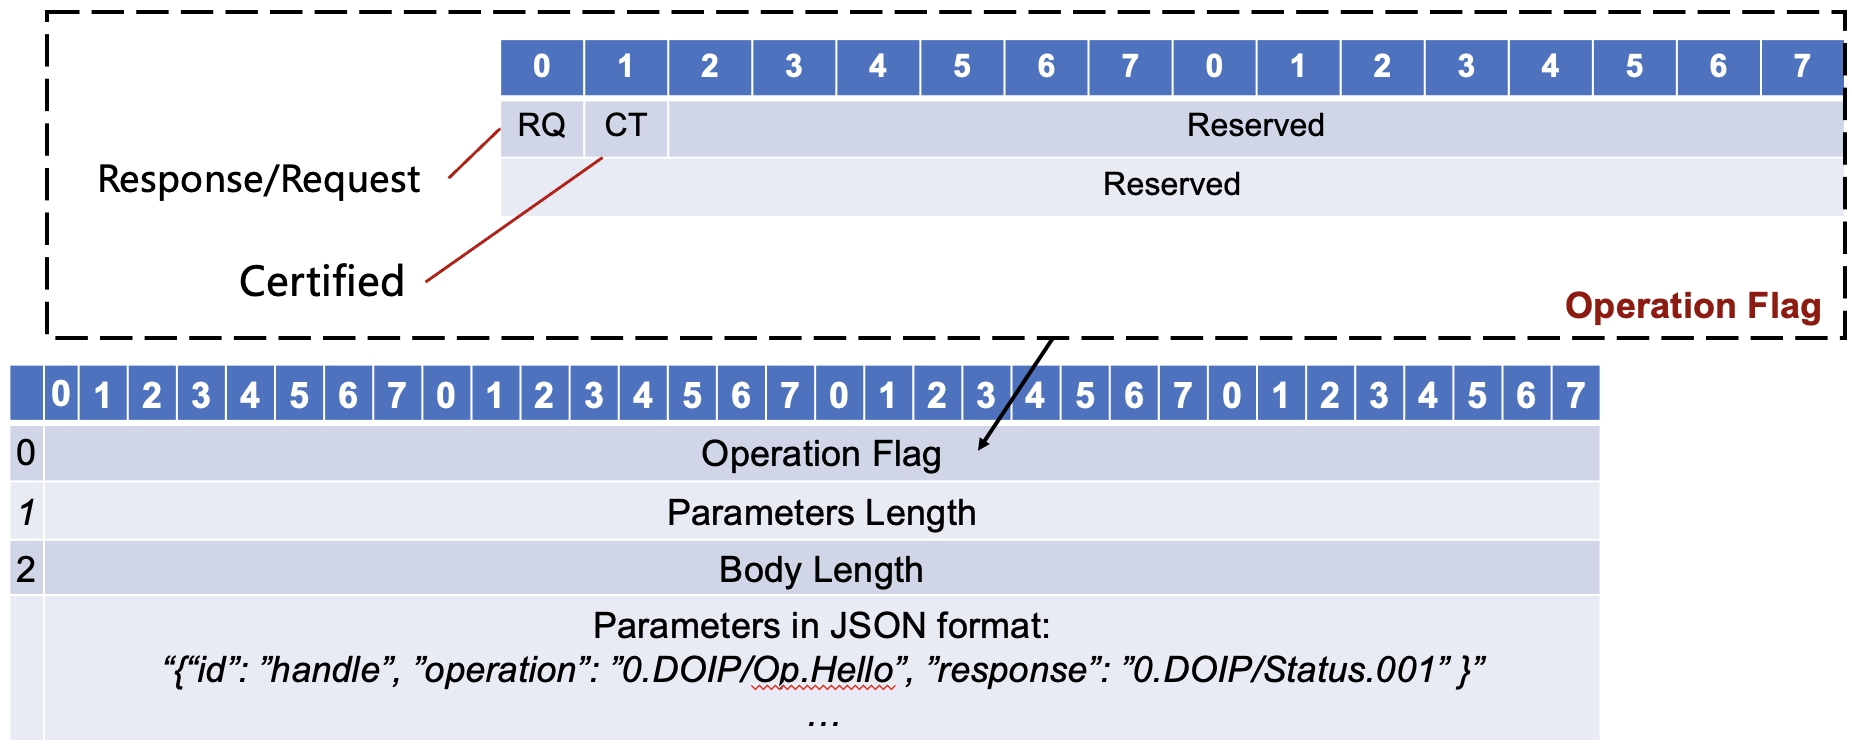 0 1 2 3 4 5 6 7 0 1 2 3 4 5 6 7
RQ CT Reserved
Response/Request
Reserved
Certified
Operation Flag
0 1 2 3 4 5 6 7 0 1 2 3 4 5 6 7 0 1 2 3 4 5 6 7 0 1 2 3 4 5 6 7
0 Operation Flag
1 Parameters Length
2 Body Length
Parameters in JSON format:
“{“id”: ”handle”, ”operation”: ”0.DOIP/Op.Hello”, ”response”: ”0.DOIP/Status.001” }”
…